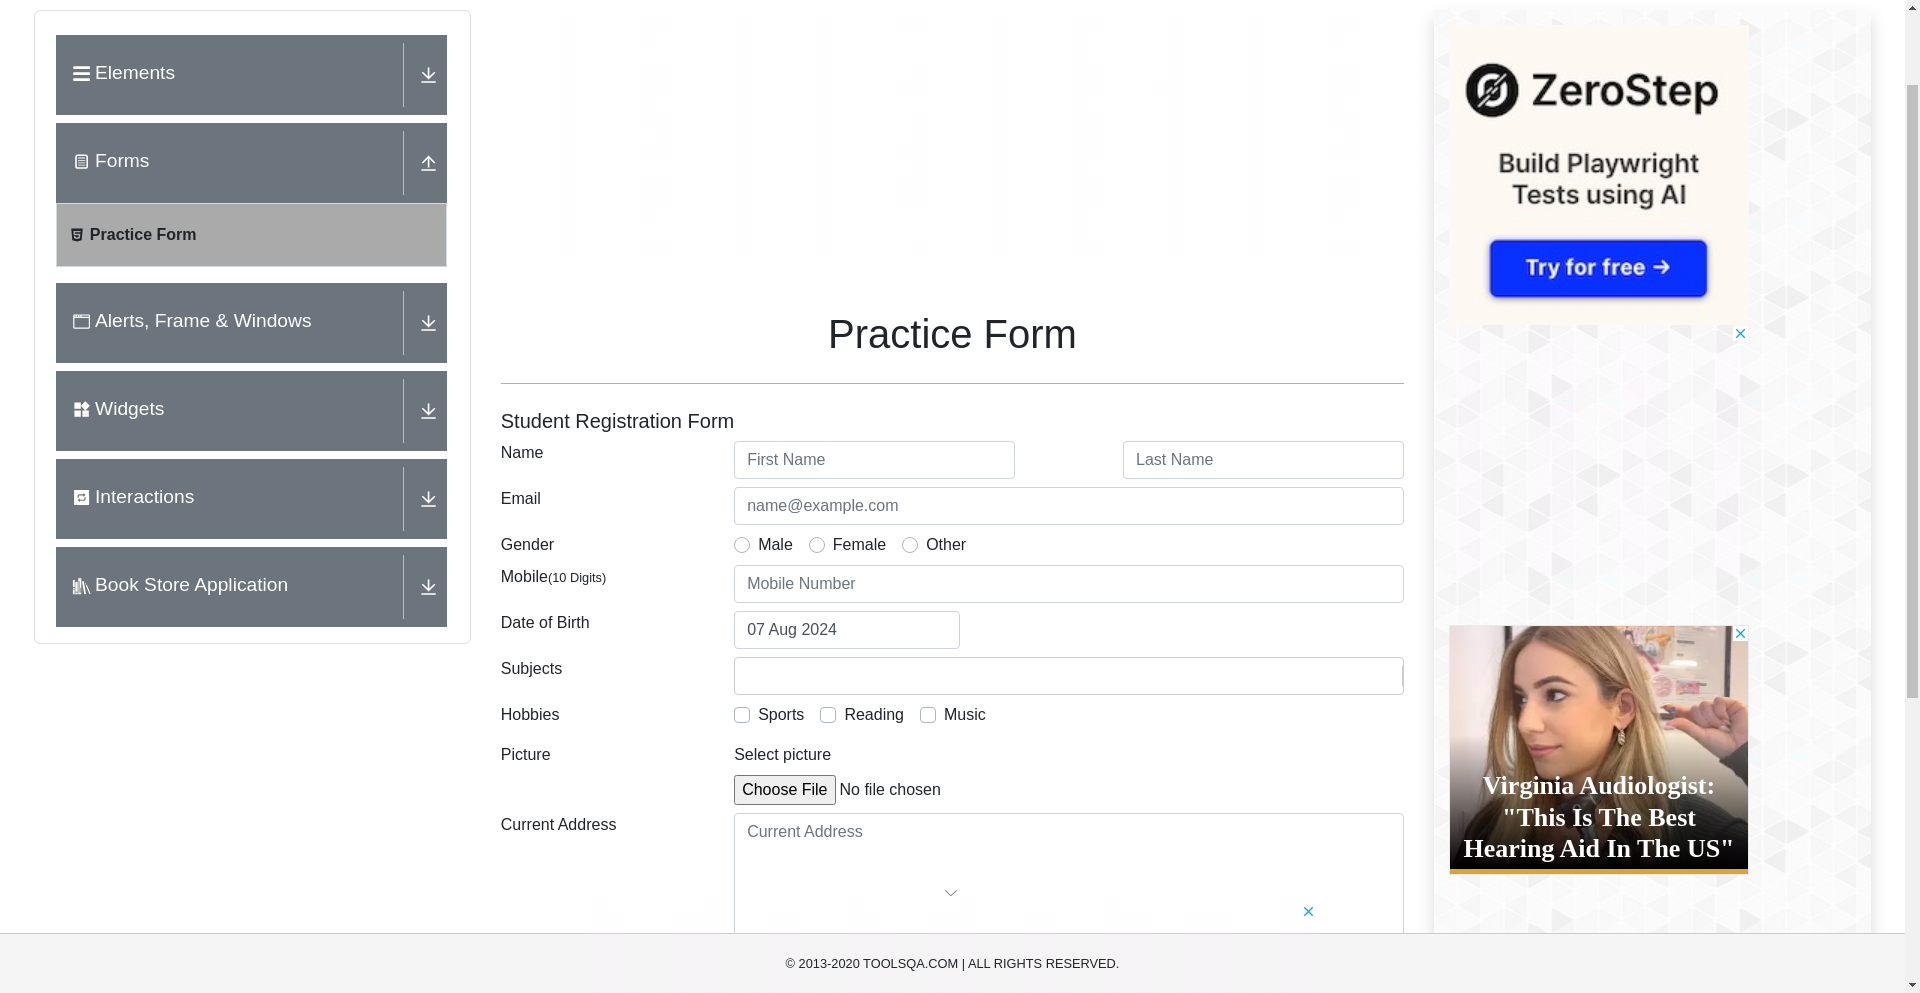 Elements
Forms
Practice Form
Alerts, Frame & Windows
Widgets
Interactions
Book Store Application
Practice Form
Student Registration Form
Name
First Name
Last Name
Email
name@example.com
Gender
Male
Female
Other
Mobile(10 Digits)
Mobile Number
Date of Birth
07 Aug 2024
Subjects
Hobbies
Sports
Reading
Music
Picture
Select picture
Choose File
No file chosen
Current Address
Current Address
ZeroStep
Build Playwright
Tests using AI
Try for free →
Virginia Audiologist:
"This Is The Best
Hearing Aid In The US"
© 2013-2020 TOOLSQA.COM | ALL RIGHTS RESERVED.